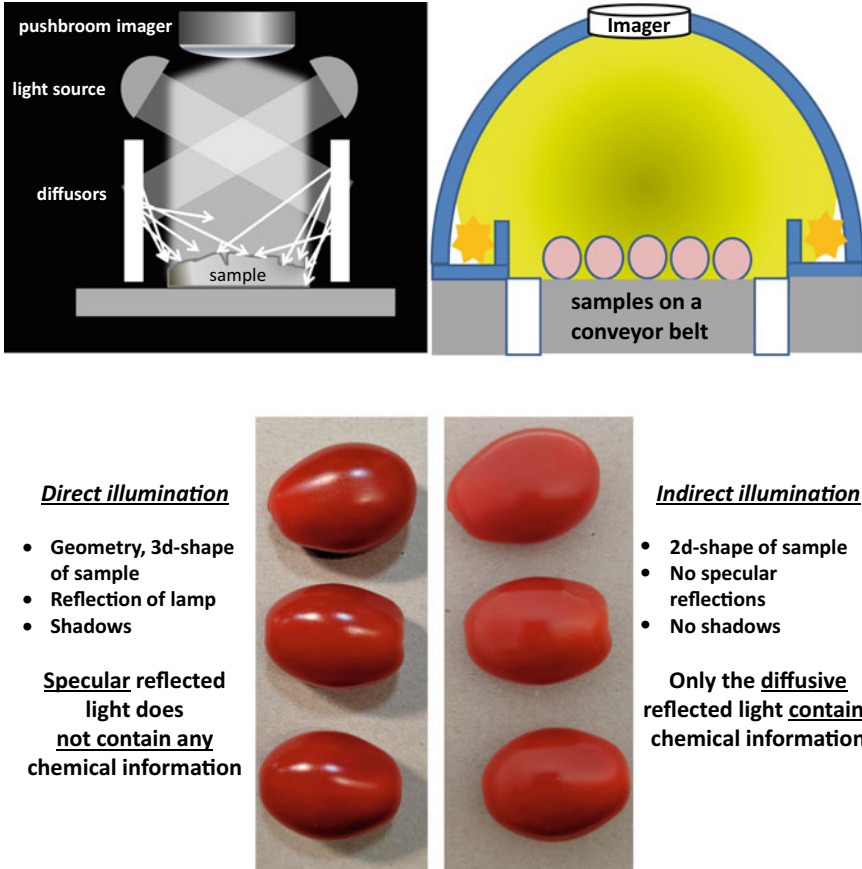 pushbroom imager
light source
diffusors
sample
Imager
samples on a
conveyor belt
Direct illumination
• Geometry, 3d-shape
of sample
• Reflection of lamp
• Shadows
Specular reflected
light does
not contain any
chemical information
Indirect illumination
• 2d-shape of sample
• No specular
reflections
• No shadows
Only the diffusive
reflected light contain
chemical information